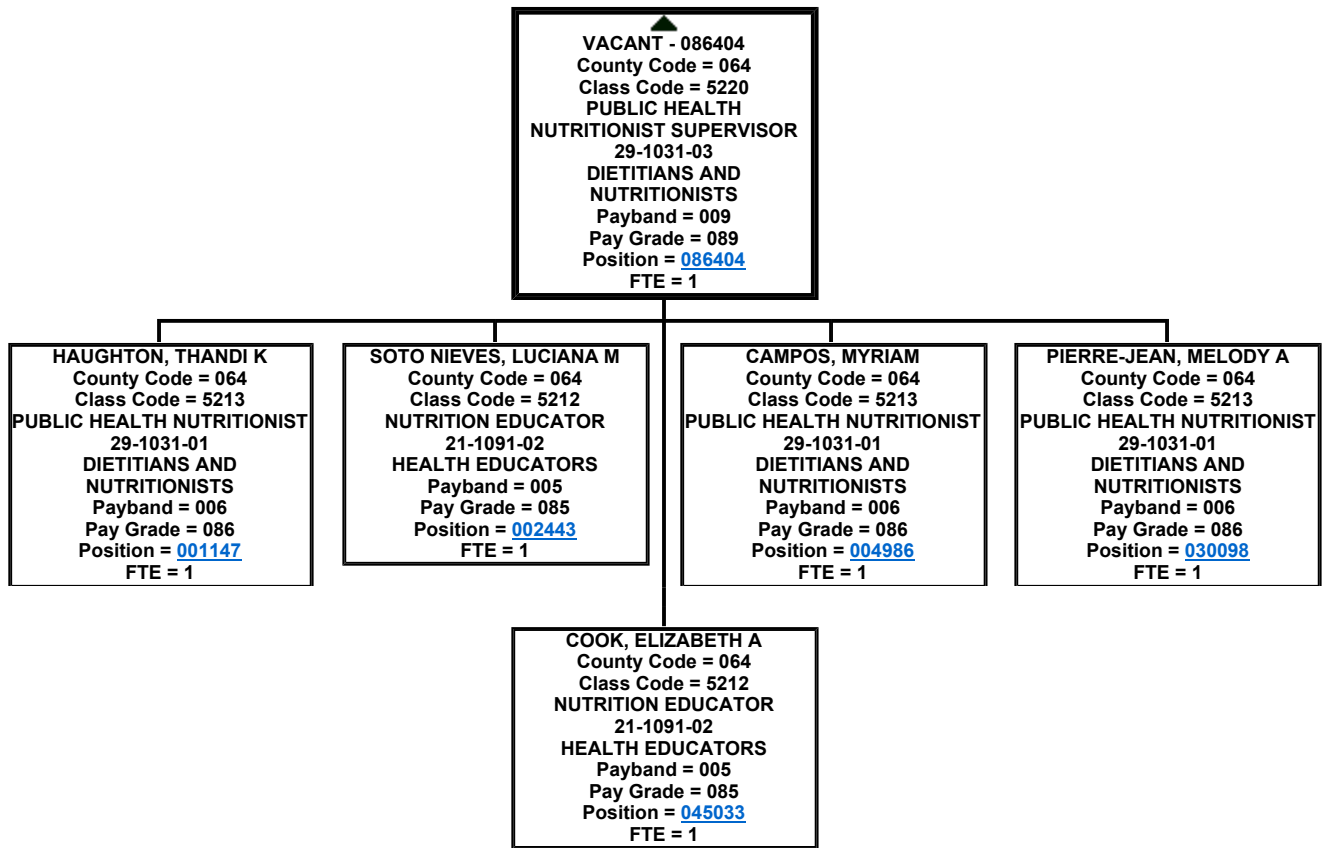 VACANT - 086404
County Code = 064
Class Code = 5220
PUBLIC HEALTH
NUTRITIONIST SUPERVISOR
29-1031-03
DIETITIANS AND
NUTRITIONISTS
Payband = 009
Pay Grade = 089
Position = 086404
FTE = 1
HAUGHTON, THANDI K
County Code = 064
Class Code = 5213
PUBLIC HEALTH NUTRITIONIST
29-1031-01
DIETITIANS AND
NUTRITIONISTS
Payband = 006
Pay Grade = 086
Position = 001147
FTE = 1
SOTO NIEVES, LUCIANA M
County Code = 064
Class Code = 5212
NUTRITION EDUCATOR
21-1091-02
HEALTH EDUCATORS
Payband = 005
Pay Grade = 085
Position = 002443
FTE = 1
CAMPOS, MYRIAM
County Code = 064
Class Code = 5213
PUBLIC HEALTH NUTRITIONIST
29-1031-01
DIETITIANS AND
NUTRITIONISTS
Payband = 006
Pay Grade = 086
Position = 004986
FTE = 1
PIERRE-JEAN, MELODY A
County Code = 064
Class Code = 5213
PUBLIC HEALTH NUTRITIONIST
29-1031-01
DIETITIANS AND
NUTRITIONISTS
Payband = 006
Pay Grade = 086
Position = 030098
FTE = 1
COOK, ELIZABETH A
County Code = 064
Class Code = 5212
NUTRITION EDUCATOR
21-1091-02
HEALTH EDUCATORS
Payband = 005
Pay Grade = 085
Position = 045033
FTE = 1